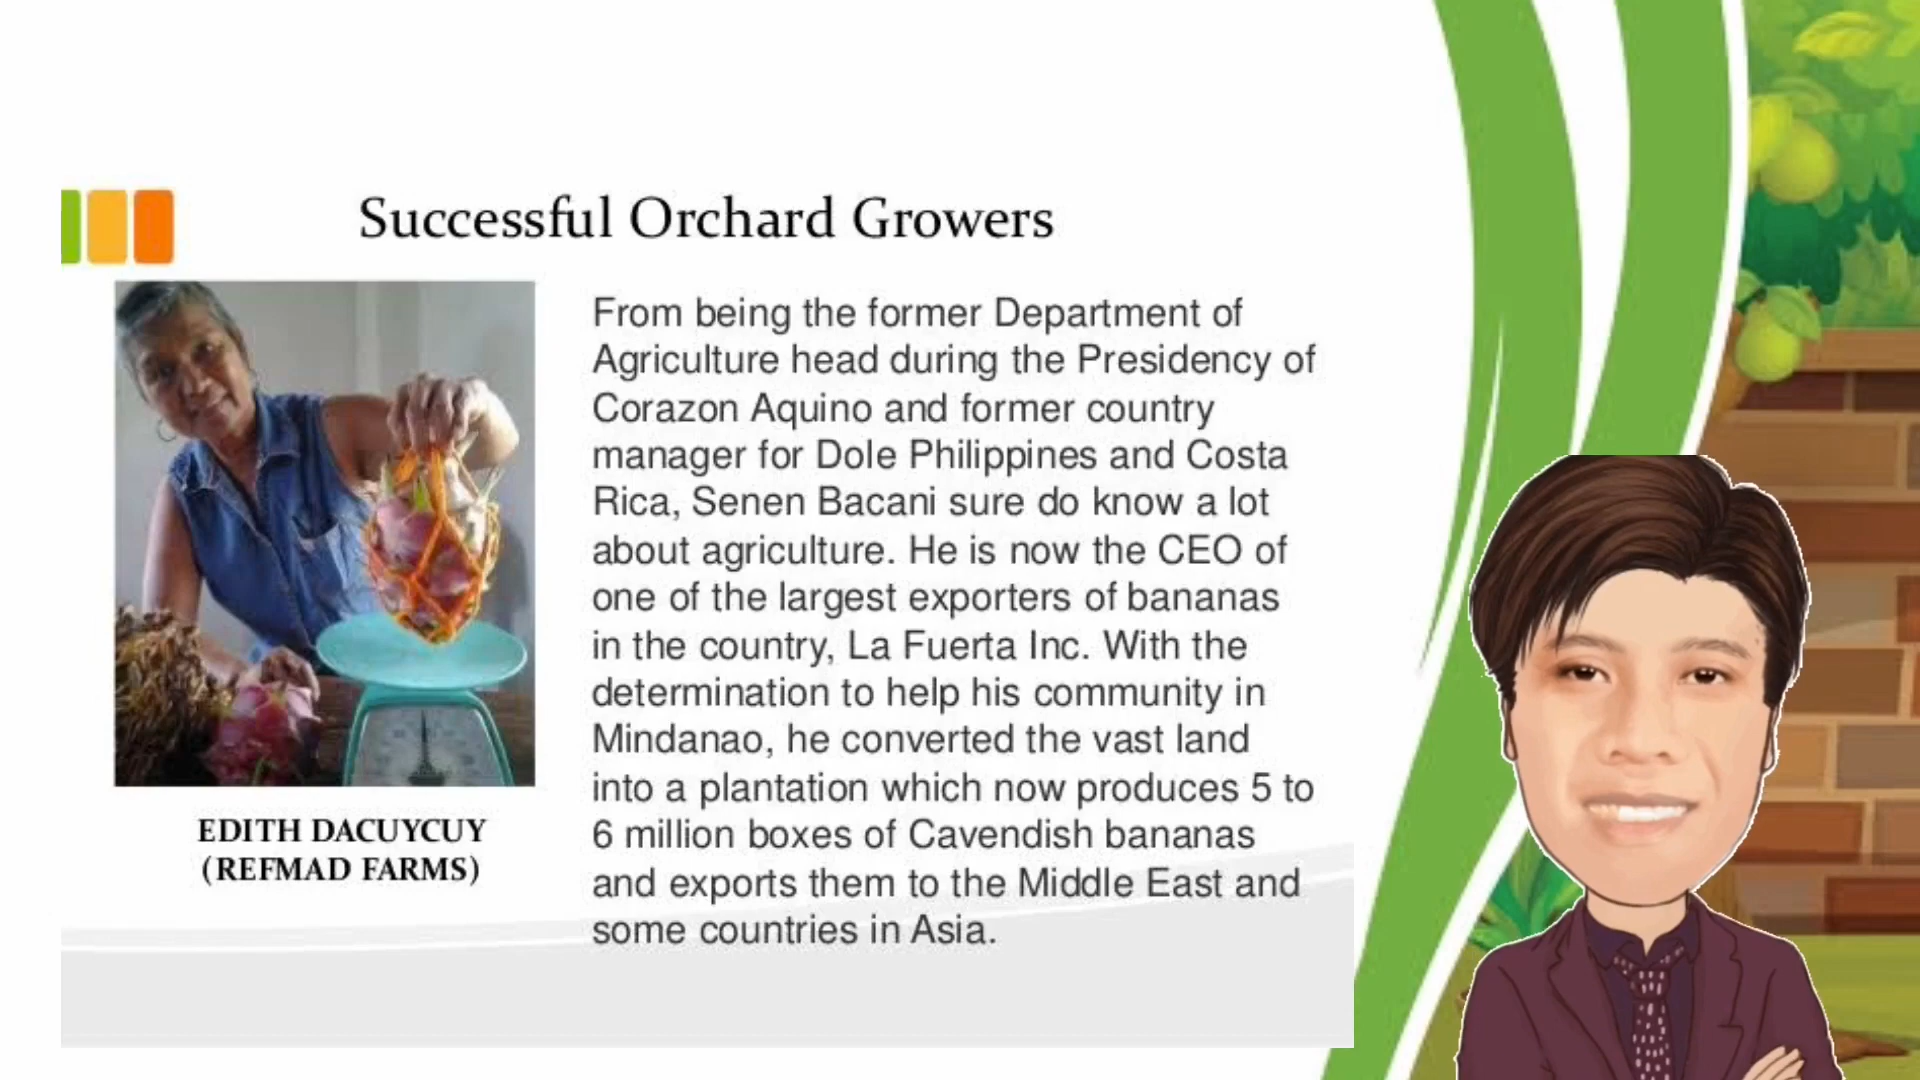 Successful Orchard Growers
From being the former Department of
Agriculture head during the Presidency of
Corazon Aquino and former country
manager for Dole Philippines and Costa
Rica, Senen Bacani sure do know a lot
about agriculture. He is now the CEO of
one of the largest exporters of bananas
in the country, La Fuerta Inc. With the
determination to help his community in
Mindanao, he converted the vast land
into a plantation which now produces 5 to
6 million boxes of Cavendish bananas
and exports them to the Middle East and
some countries in Asia.
EDITH DACUYCUY
(REFMAD FARMS)